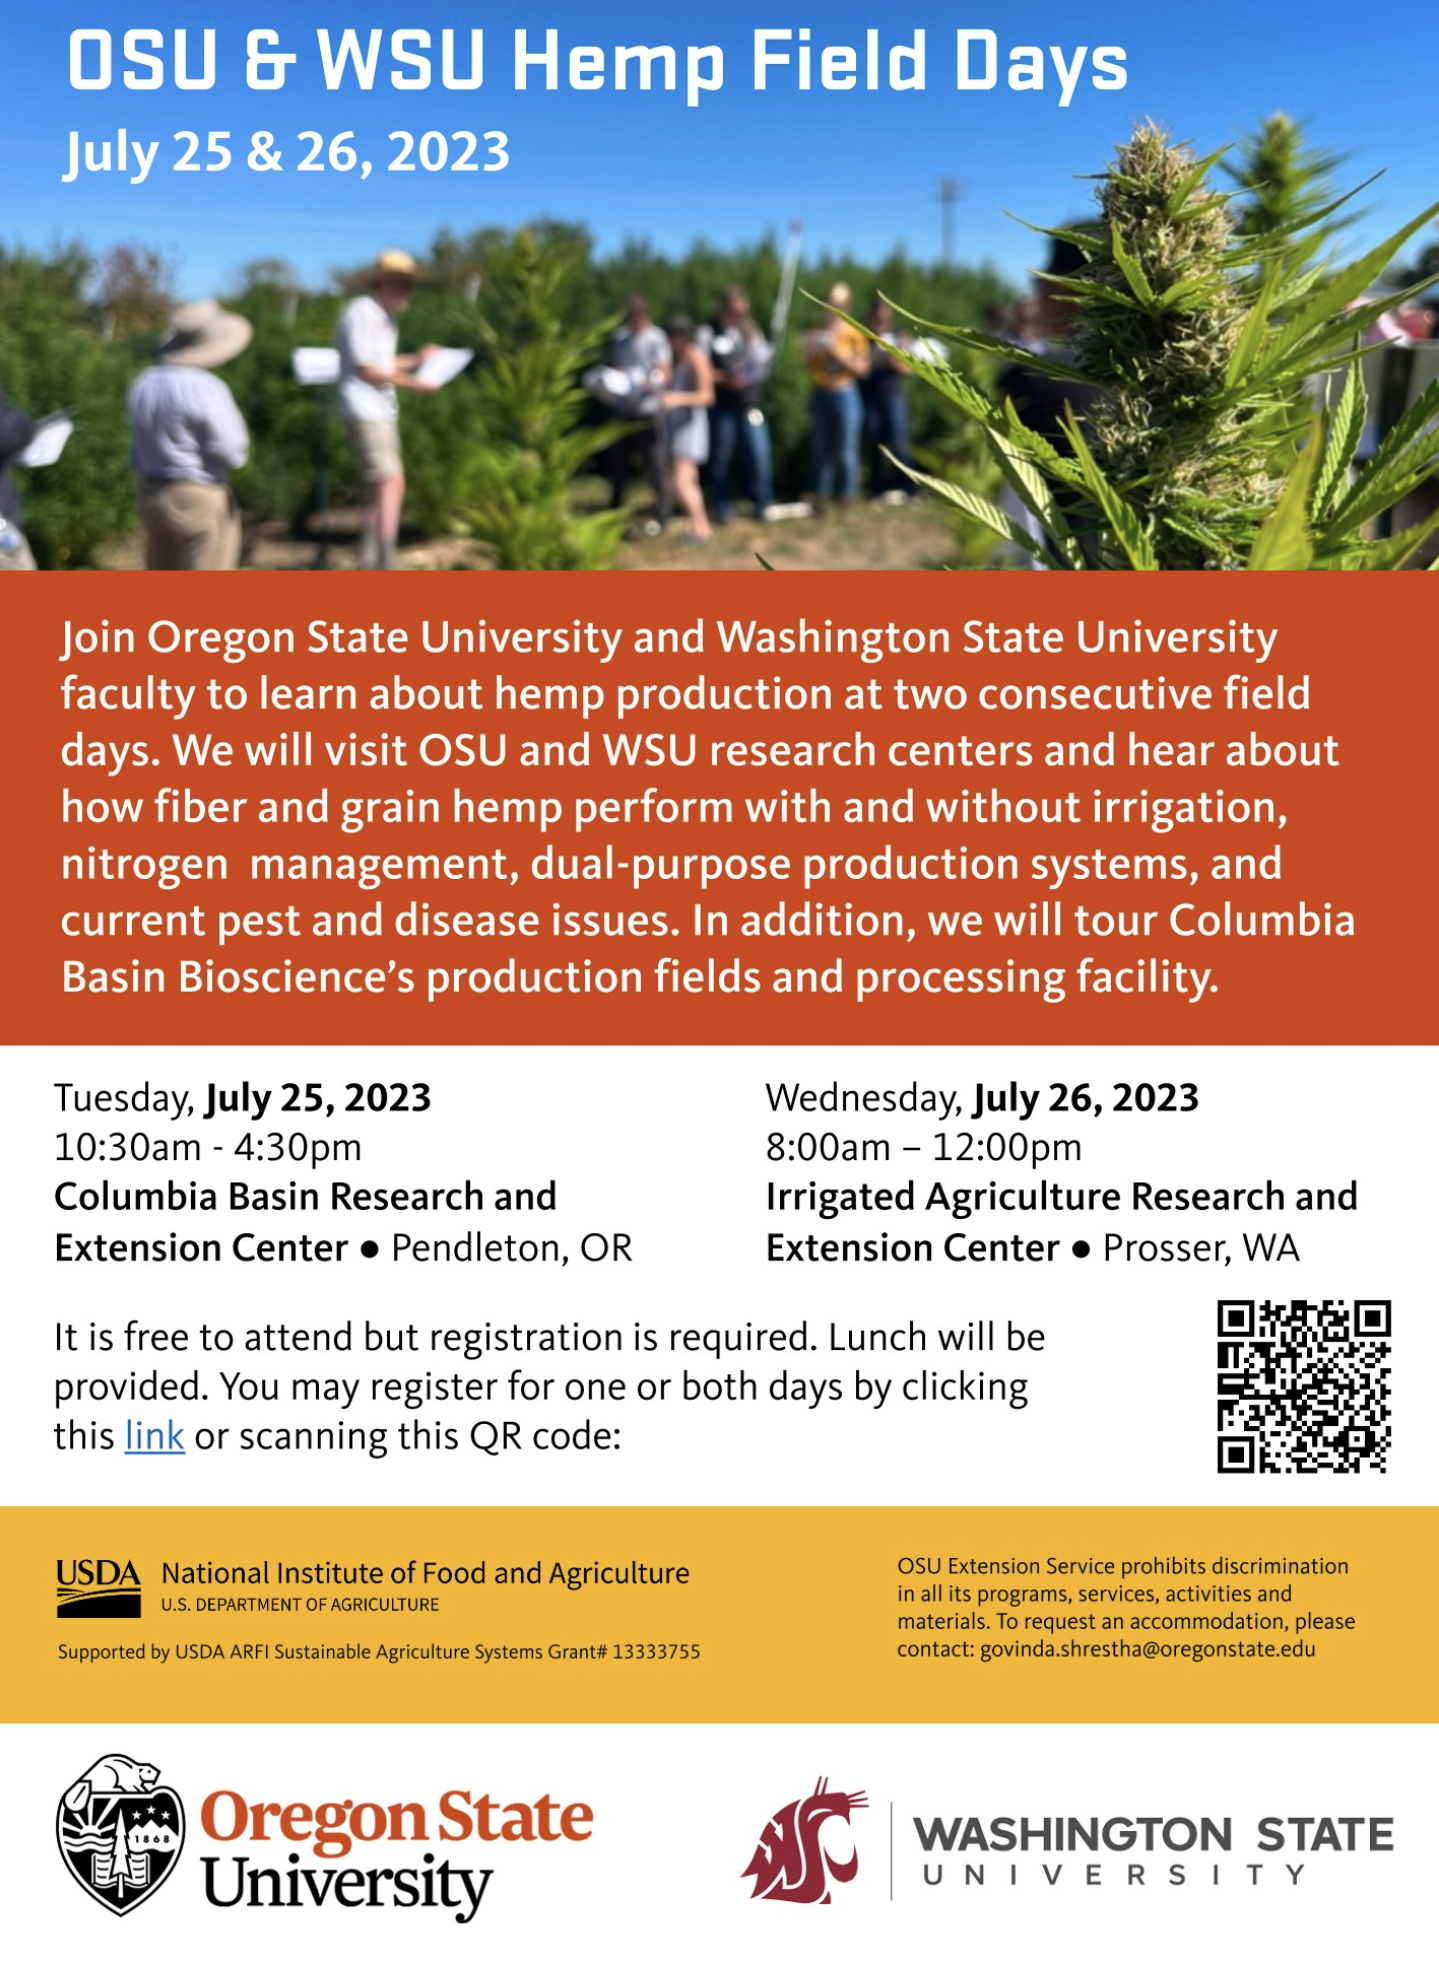 OSU & WSU Hemp Field Days
July 25 & 26, 2023
Join Oregon State University and Washington State University
faculty to learn about hemp production at two consecutive field
days. We will visit OSU and WSU research centers and hear about
how fiber and grain hemp perform with and without irrigation,
nitrogen  management, dual-purpose production systems, and
current pest and disease issues. In addition, we will tour Columbia
Basin Bioscience’s production fields and processing facility.
Tuesday, July 25, 2023
10:30am - 4:30pm
Columbia Basin Research and
Extension Center ● Pendleton, OR
Wednesday, July 26, 2023
8:00am – 12:00pm
Irrigated Agriculture Research and
Extension Center ● Prosser, WA
It is free to attend but registration is required. Lunch will be
provided. You may register for one or both days by clicking
this link or scanning this QR code:
USDA
National Institute of Food and Agriculture
U.S. DEPARTMENT OF AGRICULTURE
Supported by USDA ARFI Sustainable Agriculture Systems Grant# 13333755
OSU Extension Service prohibits discrimination
in all its programs, services, activities and
materials. To request an accommodation, please
contact: govinda.shrestha@oregonstate.edu
1868
Oregon State
University
WSC
WASHINGTON STATE
UNIVERSITY